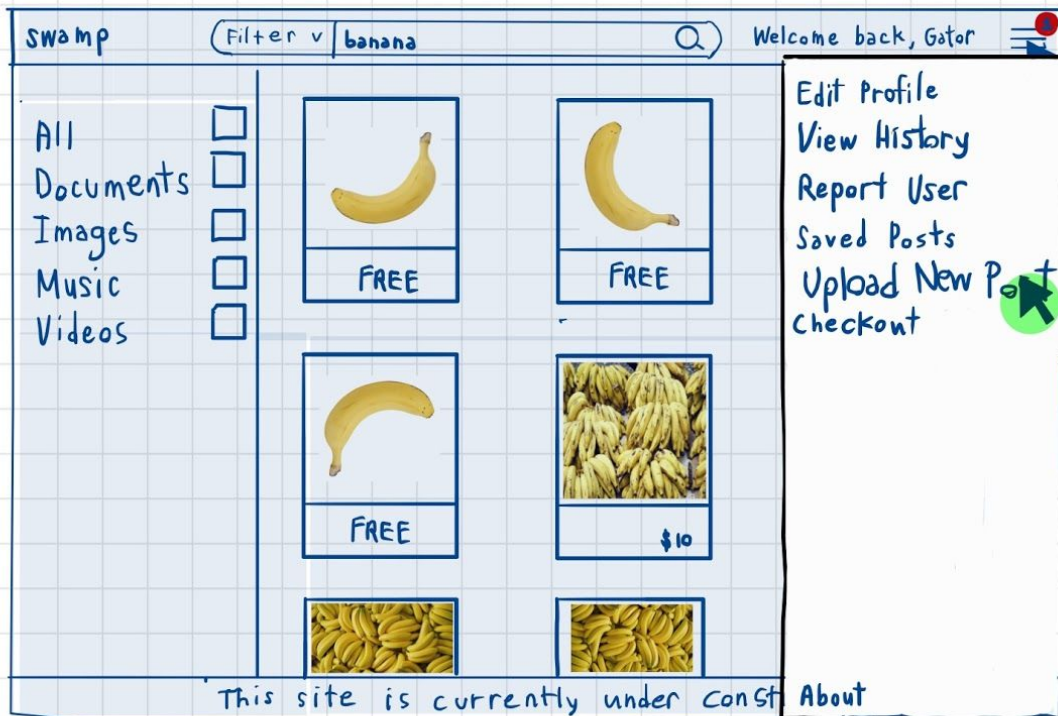 swamp
Filter v
banana
Welcome back, Gator
All
Documents
Images
Music
Videos
FREE
FREE
FREE
$10
Edit Profile
View History
Report User
Saved Posts
Upload New Post
Checkout
This site is currently under const
About